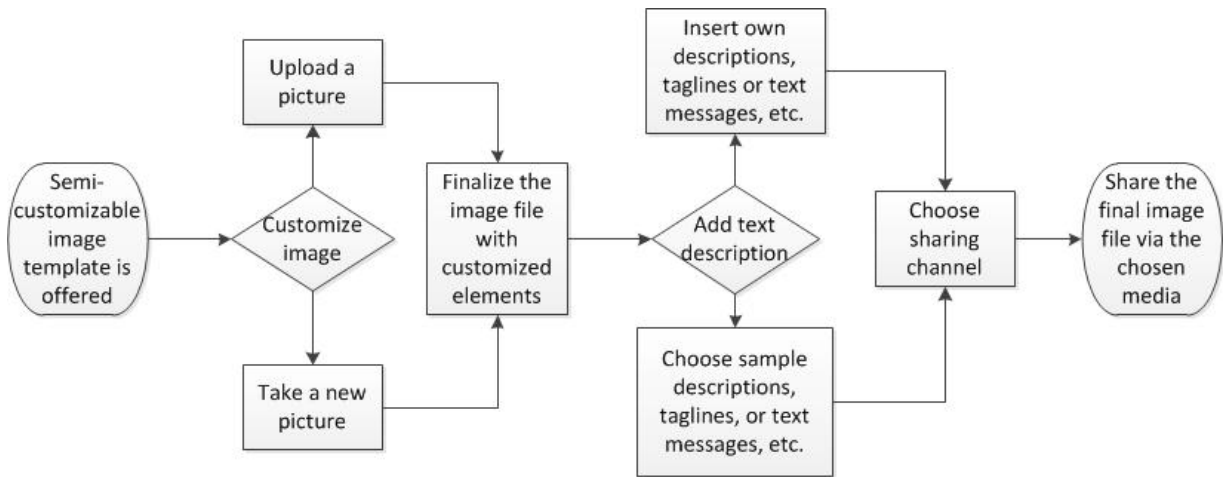 Semi-
customizable
image
template is
offered
Customize
image
Upload a
picture
Take a new
picture
Finalize the
image file
with
customized
elements
Add text
description
Insert own
descriptions,
taglines or text
messages, etc.
Choose sample
descriptions,
taglines, or text
messages, etc.
Choose
sharing
channel
Share the
final image
file via the
chosen
media